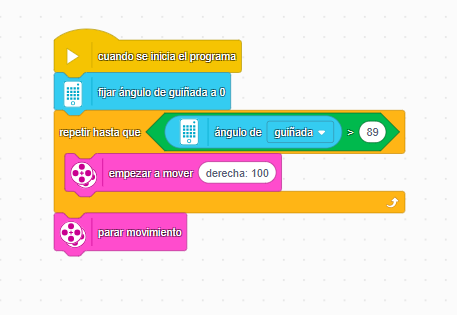 cuando se inicia el programa
fijar ángulo de guiñada a 0
repetir hasta que ángulo de guiñada > 89
empezar a mover derecha: 100
parar movimiento